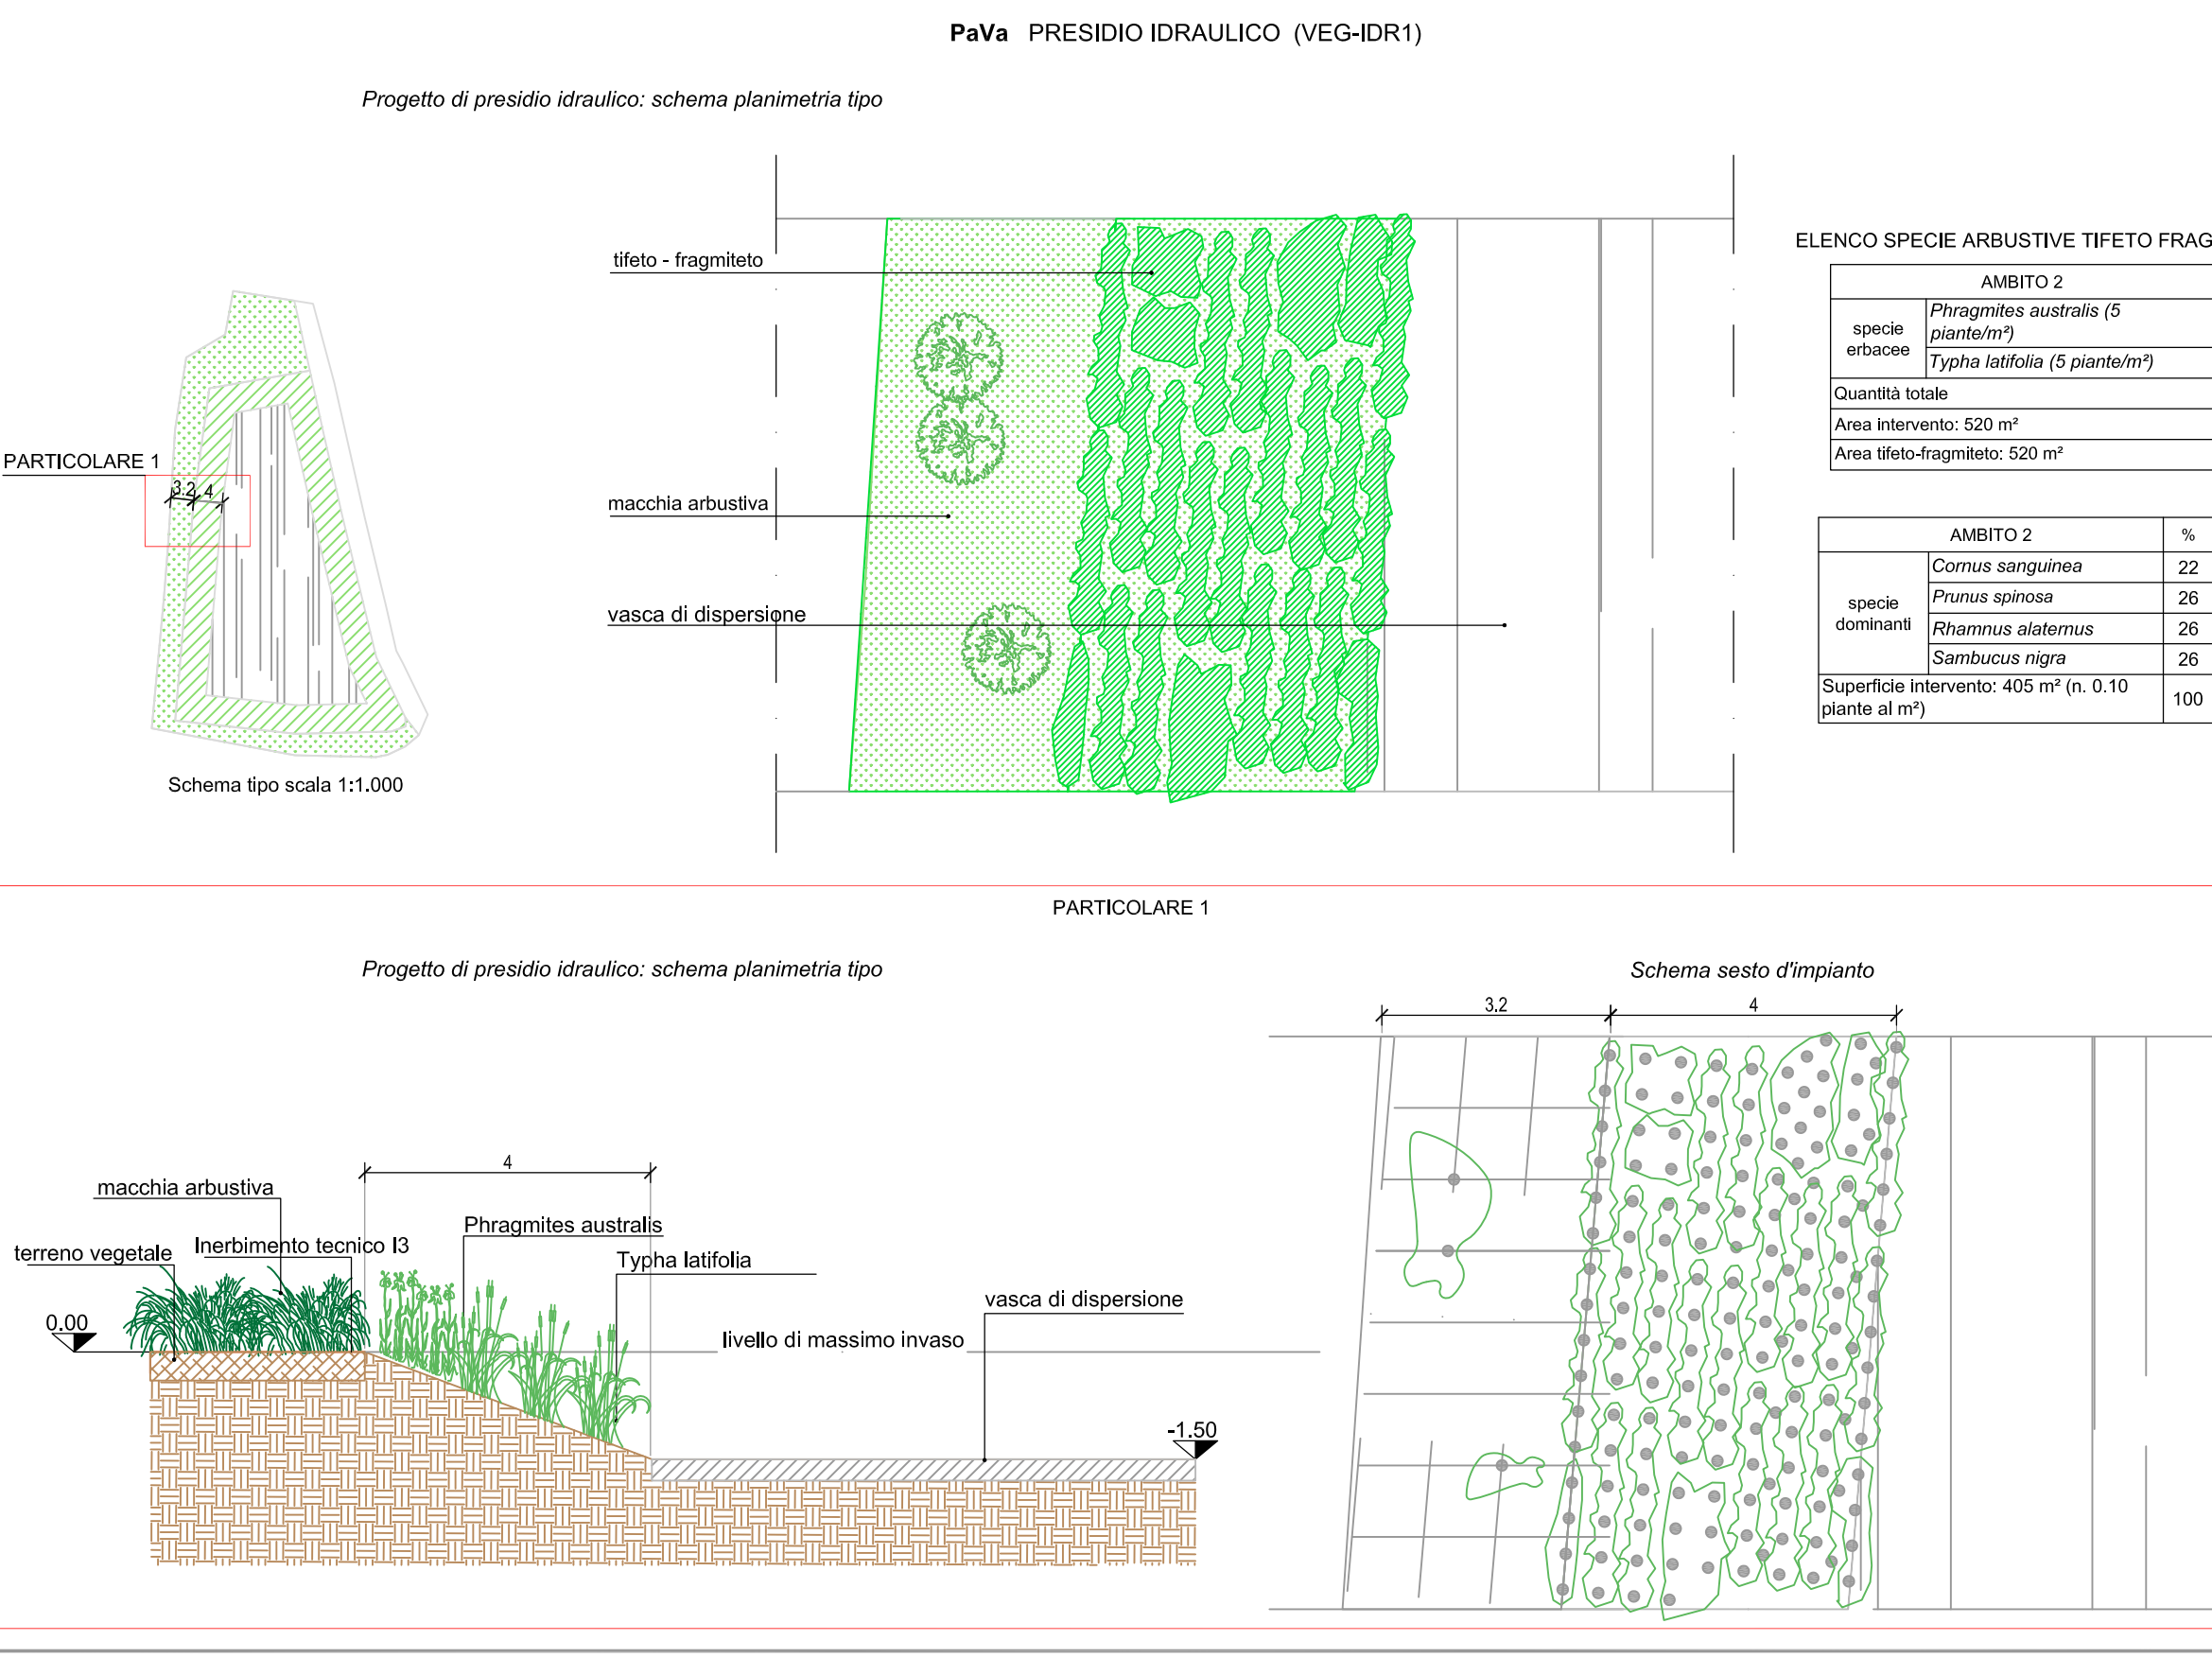 PaVa PRESIDIO IDRAULICO (VEG-IDR1)
Progetto di presidio idraulico: schema planimetria tipo
tifeto - fragmiteto
macchia arbustiva
vasca di dispersione
PARTICOLARE 1
3.2 4
Schema tipo scala 1:1.000
ELENCO SPECIE ARBUSTIVE TIFETO FRAG
AMBITO 2
specie erbacee
Phragmites australis (5
piante/m²)
Typha latifolia (5 piante/m²)
Quantità totale
Area intervento: 520 m²
Area tifeto-fragmiteto: 520 m²
AMBITO 2 %
specie dominanti
Cornus sanguinea 22
Prunus spinosa 26
Rhamnus alaternus 26
Sambucus nigra 26
Superficie intervento: 405 m² (n. 0.10
piante al m²) 100
PARTICOLARE 1
Progetto di presidio idraulico: schema planimetria tipo
4
macchia arbustiva
Phragmites australis
Inerbimento tecnico I3
terreno vegetale
Typha latifolia
vasca di dispersione
0.00
livello di massimo invaso
-1.50
Schema sesto d'impianto
3.2 4